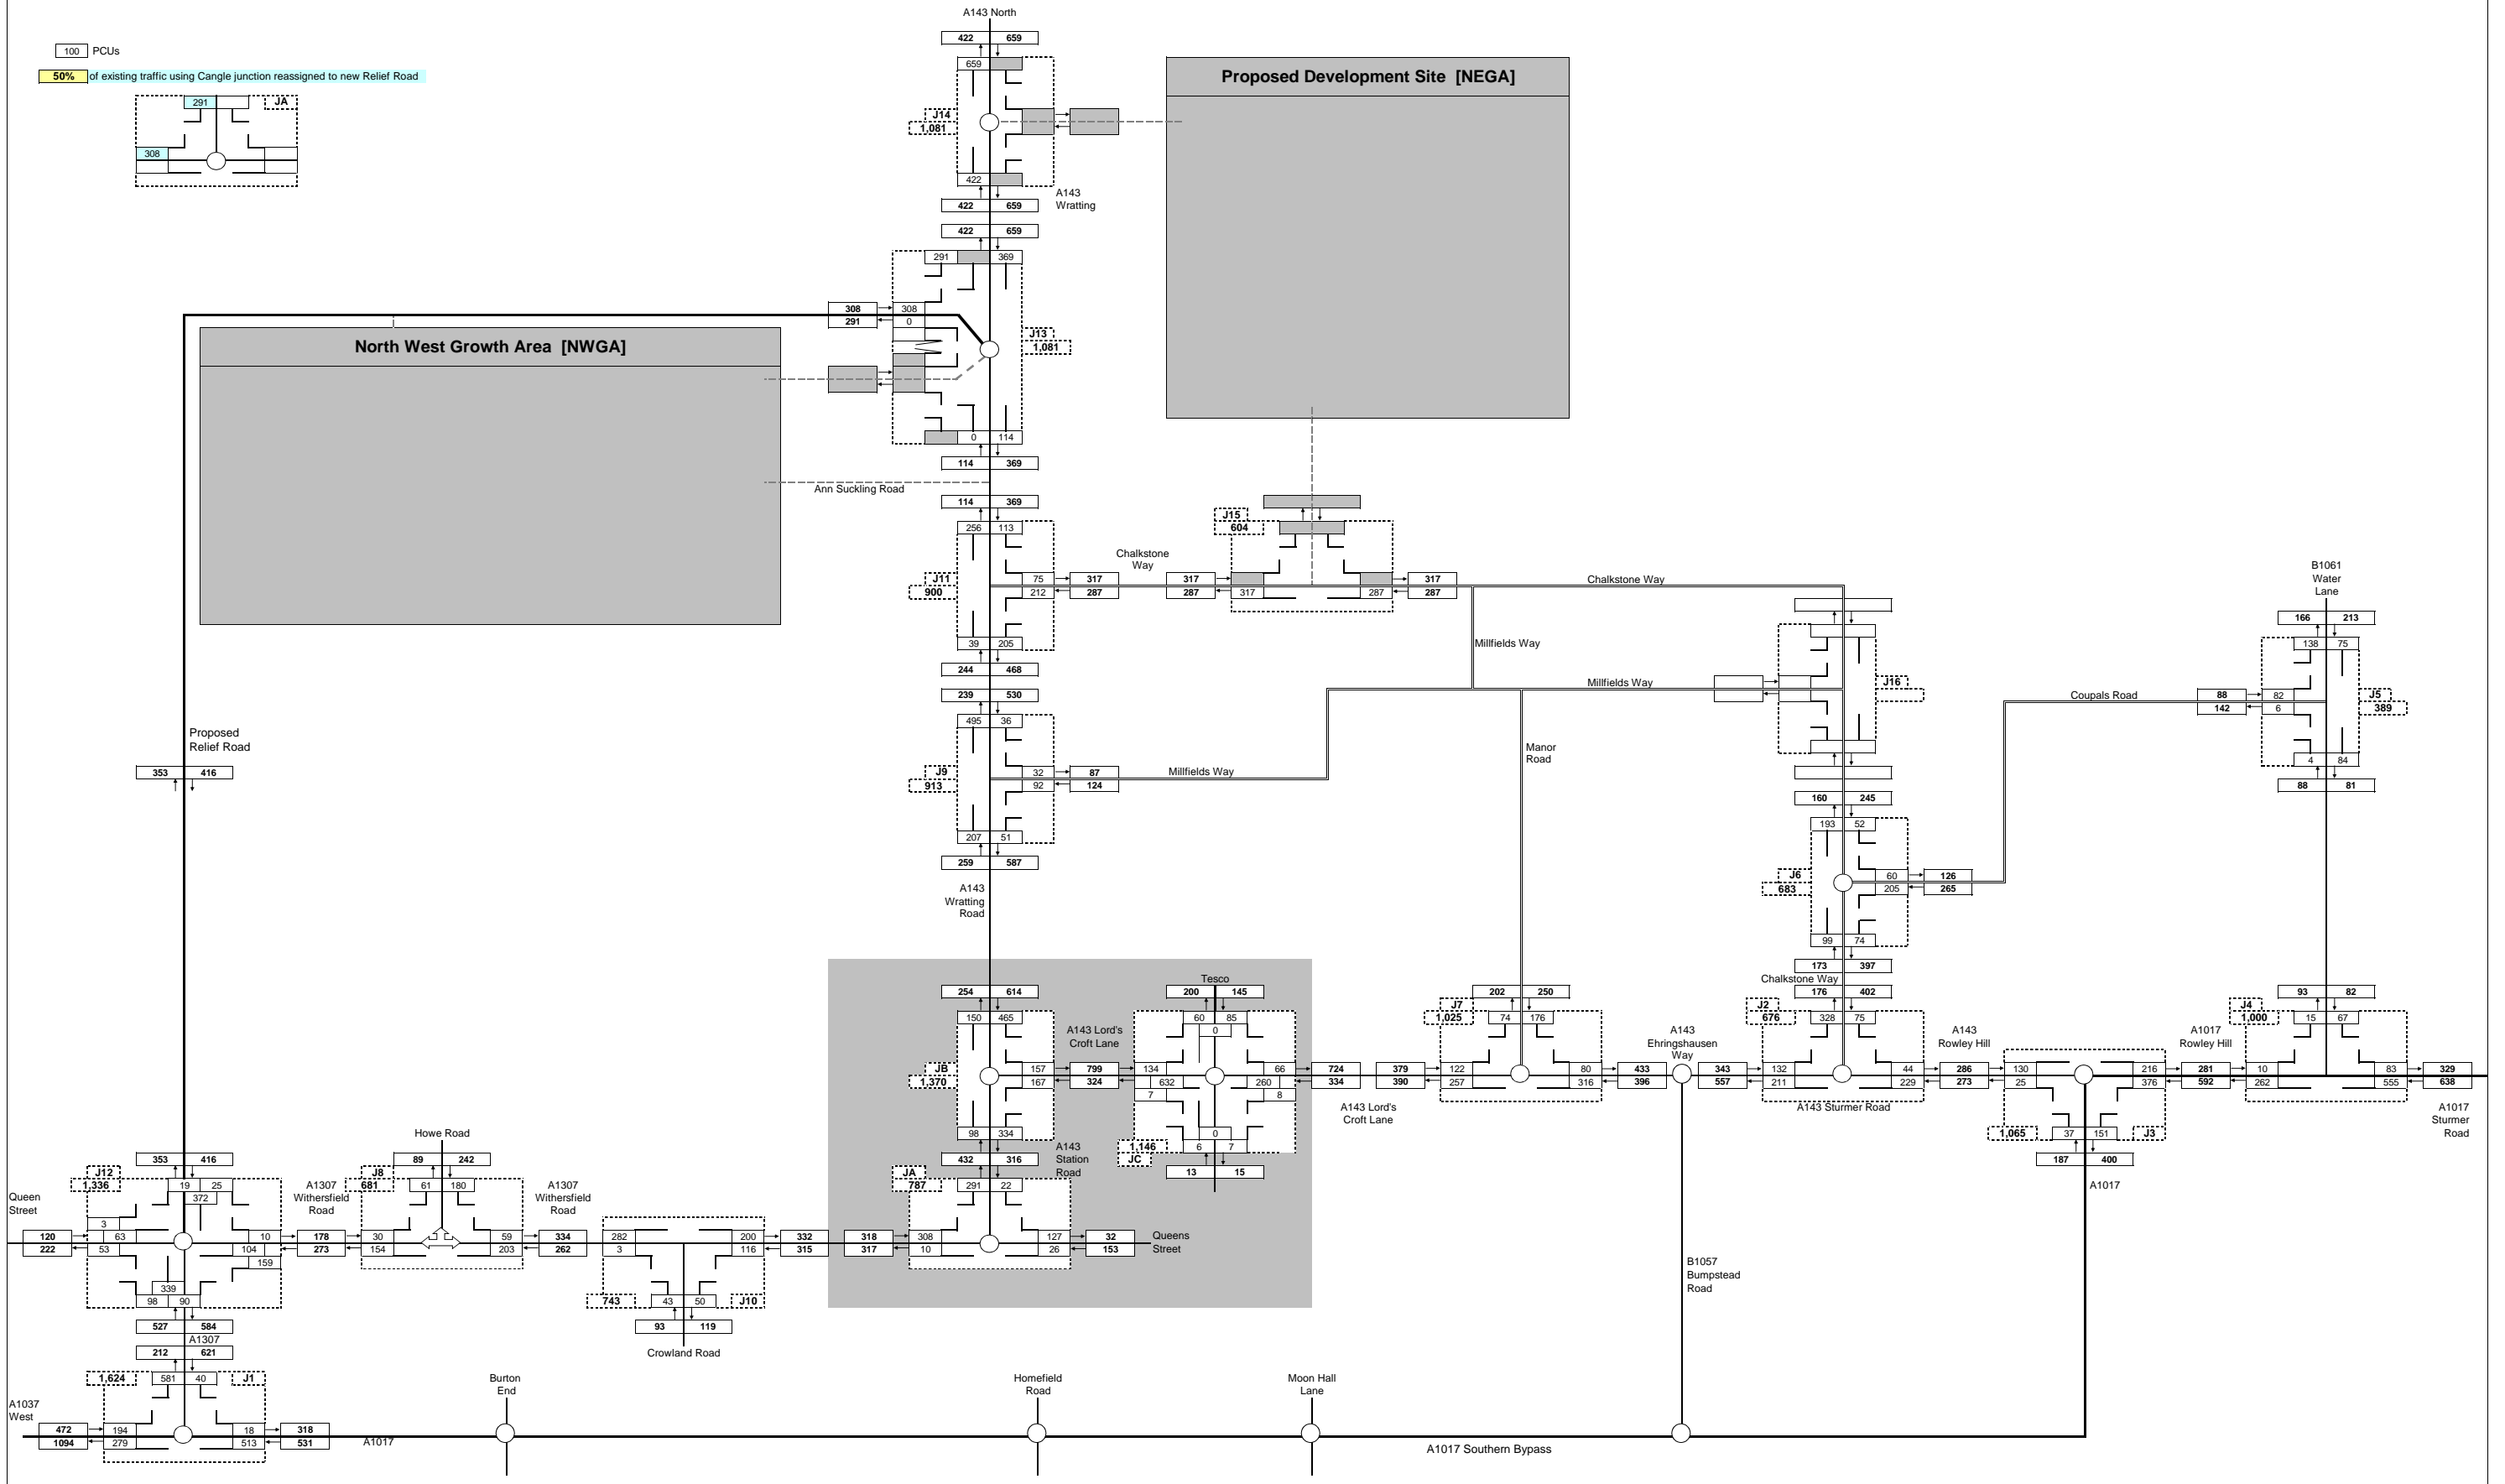 A143 North
422 659
100 PCUs
50% of existing traffic using Cangle junction reassigned to new Relief Road
291 JA
308
659
J14
1,081
422
A143
Wratting
422 659
Proposed Development Site [NEGA]
422 659
291 369
308 308
291 0
J13
1,081
0 114
114 369
North West Growth Area [NWGA]
Ann Suckling Road
114 369
256 113
J11
900
75 317
212 287
39 205
244 468
Chalkstone
Way
J15
604
317 317
287 317 287 287
Chalkstone Way
Millfields Way
Millfields Way
J16
B1061
Water
Lane
166 213
138 75
88 82
142 6
J5
389
4 84
88 81
Coupals Road
239 530
495 36
J9
913
32 87
92 124
207 51
259 587
Millfields Way
Manor
Road
Proposed
Relief Road
353 416
160 245
193 52
J6
683
60 126
205 265
99 74
173 397
Chalkstone Way
A143
Wratting
Road
254 614
150 465
JB
1,370
157 799
167 324
98 334
432 316
A143 Lord's
Croft Lane
Tesco
200 145
60 85
0
134 66
632 260
7 8
0
6 7
1,146
JC
13 15
724
334
A143 Lord's
Croft Lane
J7
1,025
202 250
74 176
379 122 80 433
390 257 316 396
A143
Ehringshausen
Way
J2
676
176 402
328 75
343 132 44 286
557 211 229 273
A143 Sturmer Road
A143
Rowley Hill
130 216
25 376
37 151
1,065 J3
187 400
A1017
A1017
Rowley Hill
281
592
J4
1,000
93 82
15 67
10 83
262 555
329
638
A1017
Sturmer
Road
A143
Station
Road
JA
787
291 22
318 308 127 32
317 10 26 153
Queens
Street
Queen
Street
J12
1,336
353 416
19 25
372
3
120 63 10
222 53 104
159
339
98 90
527 584
A1307
A1307
Withersfield
Road
178
273
Howe Road
J8
681
89 242
61 180
30 59
154 203
A1307
Withersfield
Road
334
262
282 200
3 116
43 50
743 J10
93 119
Crowland Road
332
315
B1057
Bumpstead
Road
212 621
1,624 581 40 J1
A1037
West
472 194 18 318
1094 279 513 531
A1017
Burton
End
Homefield
Road
Moon Hall
Lane
A1017 Southern Bypass